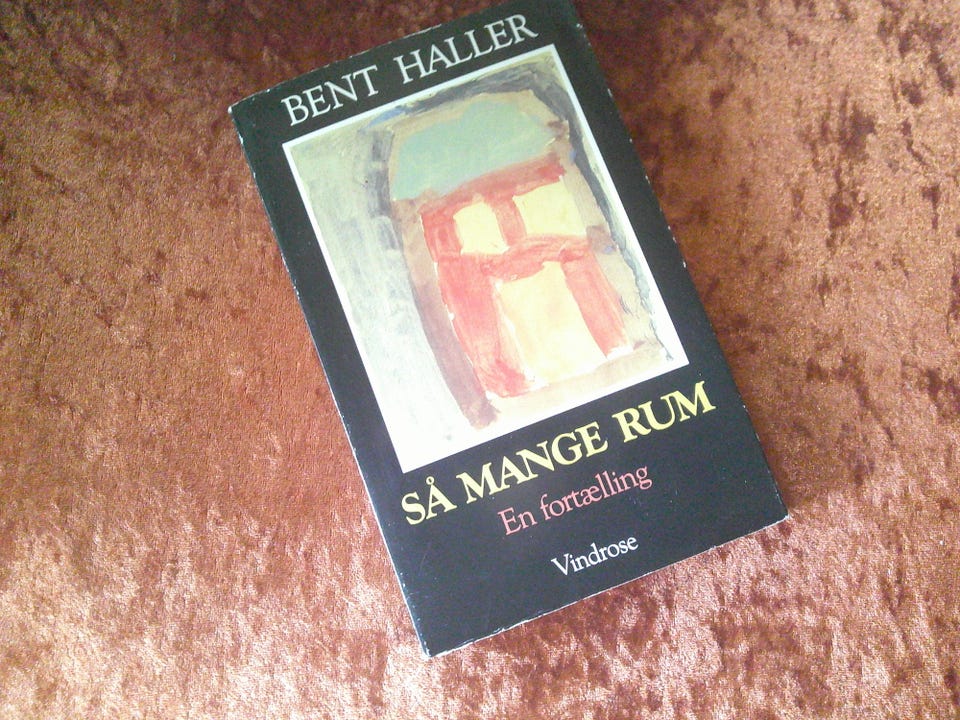 BENT HALLER
SÅ MANGE RUM
En fortælling
Vindrose